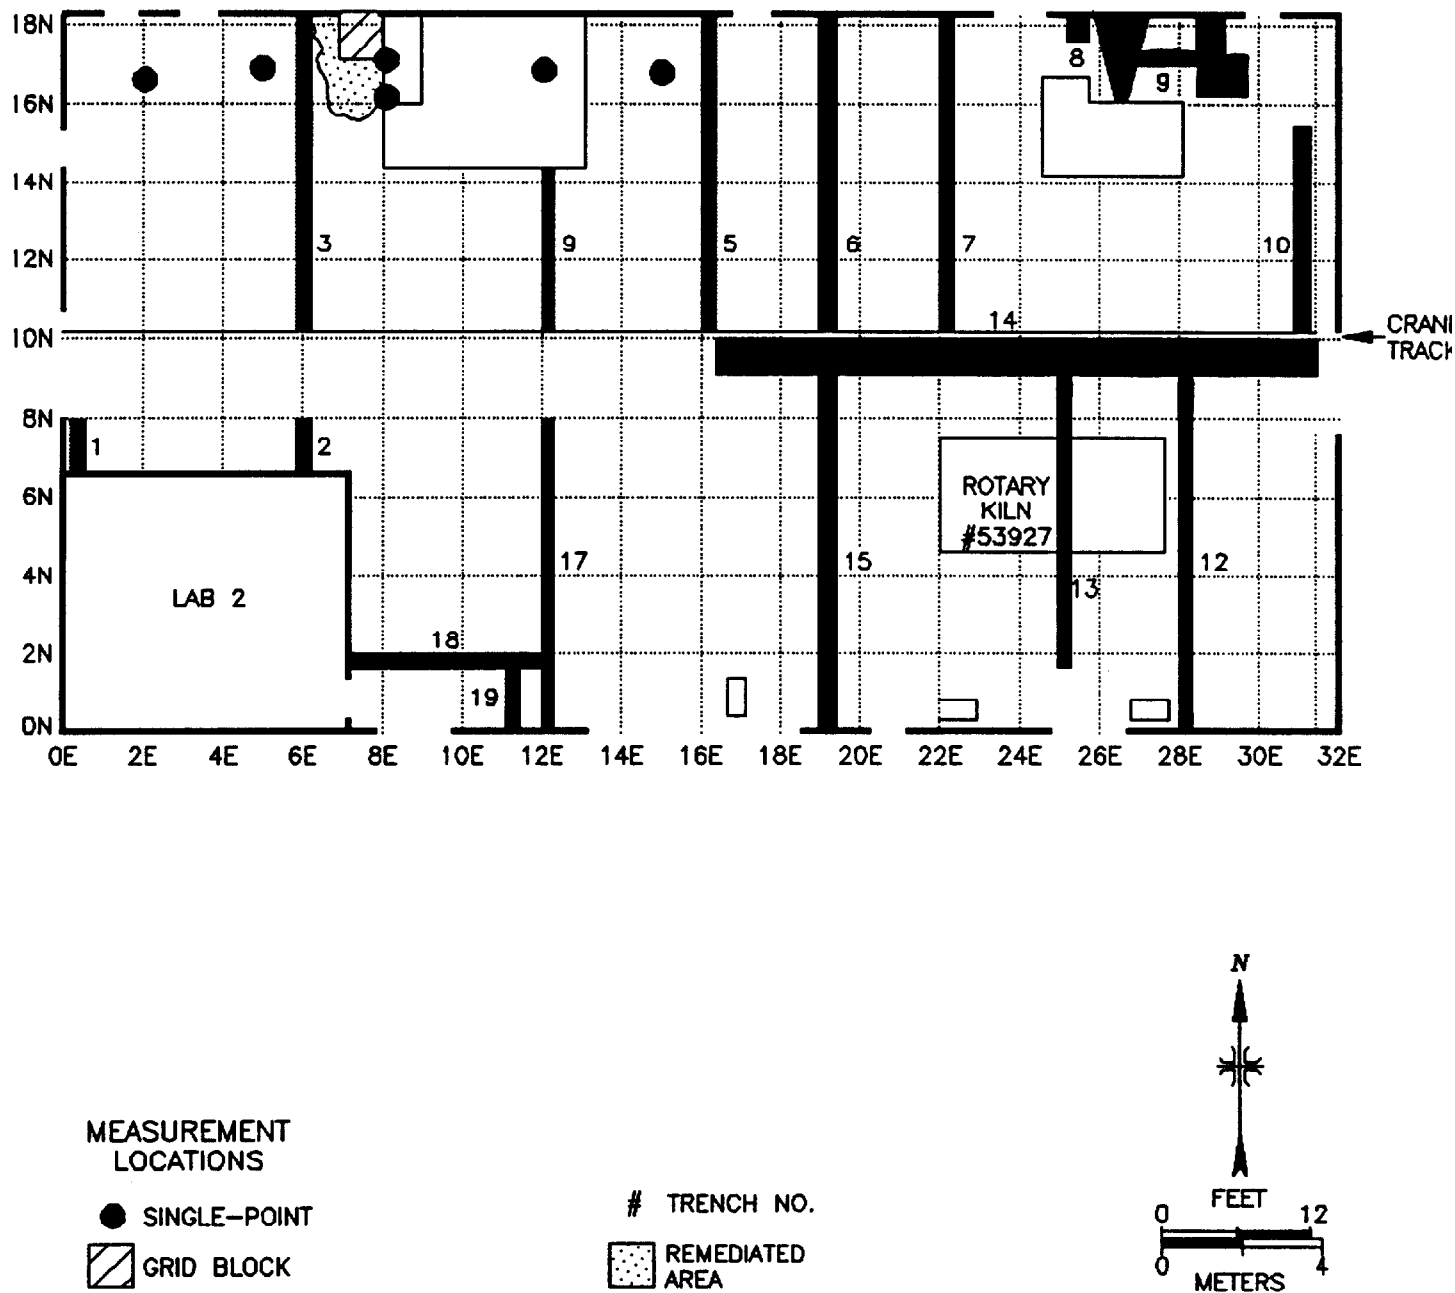 18N
8
9
16N
14N
3
9
5
6
7
10
12N
14
10N
CRANE
TRACK
8N
1
2
6N
ROTARY
KILN
#53927
17
15
12
4N
13
LAB 2
18
2N
19
0N
0E 2E 4E 6E 8E 10E 12E 14E 16E 18E 20E 22E 24E 26E 28E 30E 32E
N
MEASUREMENT
LOCATIONS
SINGLE-POINT
GRID BLOCK
# TRENCH NO.
REMEDIATED
AREA
FEET
0 12
0 4
METERS